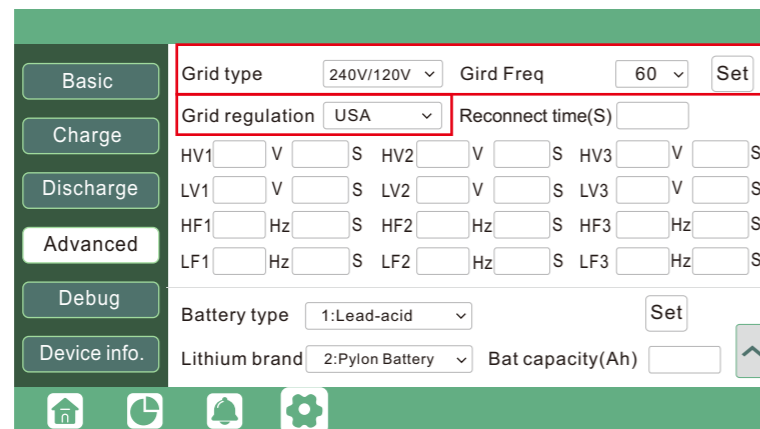 Basic
Charge
Discharge
Advanced
Debug
Device info.
Grid type 240V/120V Gird Freq 60 Set
Grid regulation USA Reconnect time(S)
HV1 V S HV2 V S HV3 V S
LV1 V S LV2 V S LV3 V S
HF1 Hz S HF2 Hz S HF3 Hz S
LF1 Hz S LF2 Hz S LF3 Hz S
Battery type 1:Lead-acid Set
Lithium brand 2:Pylon Battery Bat capacity(Ah)